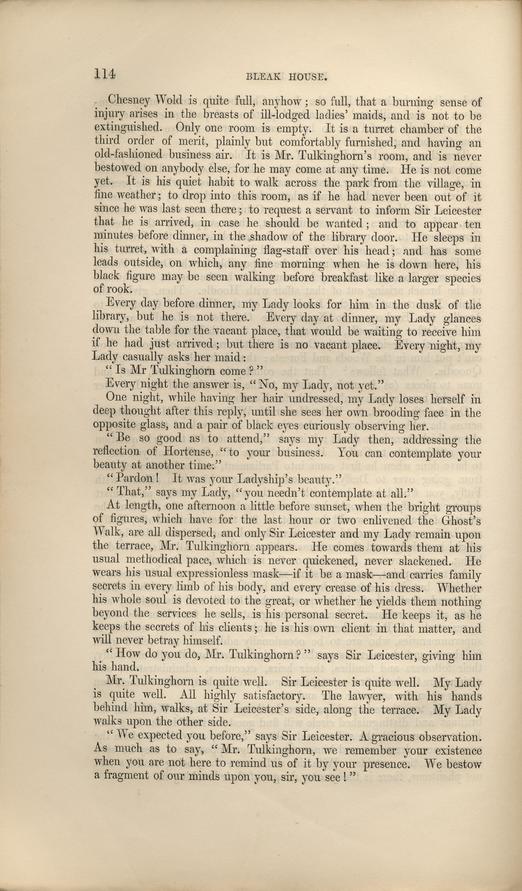 114
BLEAK HOUSE.
Chesney Wold is quite full, anyhow; so full, that a burning sense of
injury arises in the breasts of ill-lodged ladies' maids, and is not to be
extinguished. Only one room is empty. It is a turret chamber of the
third order of merit, plainly but comfortably furnished, and having an
old-fashioned business air. It is Mr. Tulkinghorn's room, and is never
bestowed on anybody else, for he may come at any time. He is not come
yet. It is his quiet habit to walk across the park from the village, in
fine weather; to drop into this room, as if he had never been out of it
since he was last seen there; to request a servant to inform Sir Leicester
that he is arrived, in case he should be wanted; and to appear ten
minutes before dinner, in the shadow of the library door. He sleeps in
his turret, with a complaining flag-staff over his head; and has some
leads outside, on which, any fine morning when he is down here, his
black figure may be seen walking before breakfast like a larger species
of rook.
Every day before dinner, my Lady looks for him in the dusk of the
library, but he is not there. Every day at dinner, my Lady glances
down the table for the vacant place, that would be waiting to receive him
if he had just arrived; but there is no vacant place. Every night, my
Lady casually asks her maid:
"Is Mr Tulkinghorn come?"
Every night the answer is, "No, my Lady, not yet."
One night, while having her hair undressed, my Lady loses herself in
deep thought after this reply, until she sees her own brooding face in the
opposite glass, and a pair of black eyes curiously observing her.
"Be so good as to attend," says my Lady then, addressing the
reflection of Hortense, "to your business. You can contemplate your
beauty at another time."
"Pardon! It was your Ladyship's beauty."
"That," says my Lady, "you needn't contemplate at all."
At length, one afternoon a little before sunset, when the bright groups
of figures, which have for the last hour or two enlivened the Ghost's
Walk, are all dispersed, and only Sir Leicester and my Lady remain upon
the terrace, Mr. Tulkinghorn appears. He comes towards them at his
usual methodical pace, which is never quickened, never slackened. He
wears his usual expressionless mask—if it be a mask—and carries family
secrets in every limb of his body, and every crease of his dress. Whether
his whole soul is devoted to the great, or whether he yields them nothing
beyond the services he sells, is his personal secret. He keeps it, as he
keeps the secrets of his clients; he is his own client in that matter, and
will never betray himself.
"How do you do, Mr. Tulkinghorn?" says Sir Leicester, giving him
his hand.
Mr. Tulkinghorn is quite well. Sir Leicester is quite well. My Lady
is quite well. All highly satisfactory. The lawyer, with his hands
behind him, walks, at Sir Leicester's side, along the terrace. My Lady
walks upon the other side.
"We expected you before," says Sir Leicester. A gracious observation.
As much as to say, "Mr. Tulkinghorn, we remember your existence
when you are not here to remind us of it by your presence. We bestow
a fragment of our minds upon you, sir, you see!"